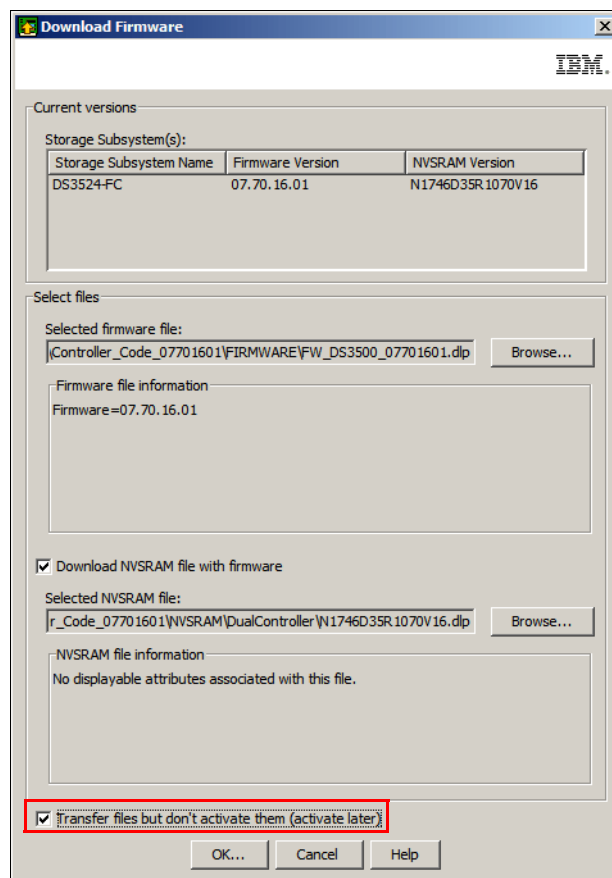 Download Firmware
IBM.
Current versions
Storage Subsystem(s):
Storage Subsystem Name Firmware Version NVSRAM Version
DS3524-FC 07.70.16.01 N1746D35R1070V16
Select files
Selected firmware file:
\Controller_Code_07701601\FIRMWARE\FW_DS3500_07701601.dlp Browse...
Firmware file information
Firmware=07.70.16.01
Download NVSRAM file with firmware
Selected NVSRAM file:
r_Code_07701601\NVSRAM\DualController\N1746D35R1070V16.dlp Browse...
NVSRAM file information
No displayable attributes associated with this file.
Transfer files but don't activate them (activate later)
OK... Cancel Help